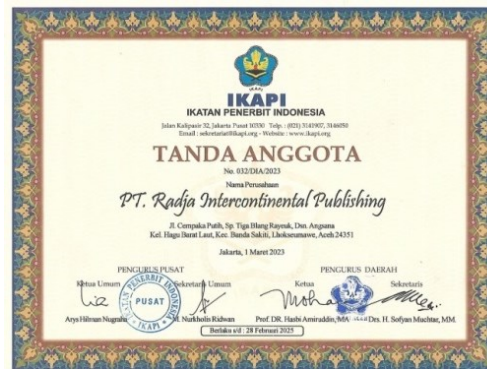 IKAPI
IKATAN PENERBIT INDONESIA
Jalan Kalipasir 32, Jakarta Pusat 10330 Telp. : (021) 3141907, 3146050
Email : sekretariat@ikapi.org - Website : www.ikapi.org
TANDA ANGGOTA
No. 032/DIA/2023
Nama Perusahaan
PT. Radja Intercontinental Publishing
Jl. Cempaka Putih, Sp. Tiga Blang Rayeuk, Dsn. Angsana
Kel. Hagu Barat Laut, Kec. Banda Sakti, Lhokseumawe, Aceh 24351
Jakarta, 1 Maret 2023
PENGURUS PUSAT
PENGURUS DAERAH
Ketua Umum
Sekretaris Umum
Ketua
Sekretaris
IKATAN PENERBIT INDONESIA
PUSAT
IKAPI
Arys Hilman Nugraha
M. Nurkholis Ridwan
Prof. DR. Hasbi Amiruddin, MA
Drs. H. Sofyan Muchtar, MM.
Berlaku s/d : 28 Februari 2025